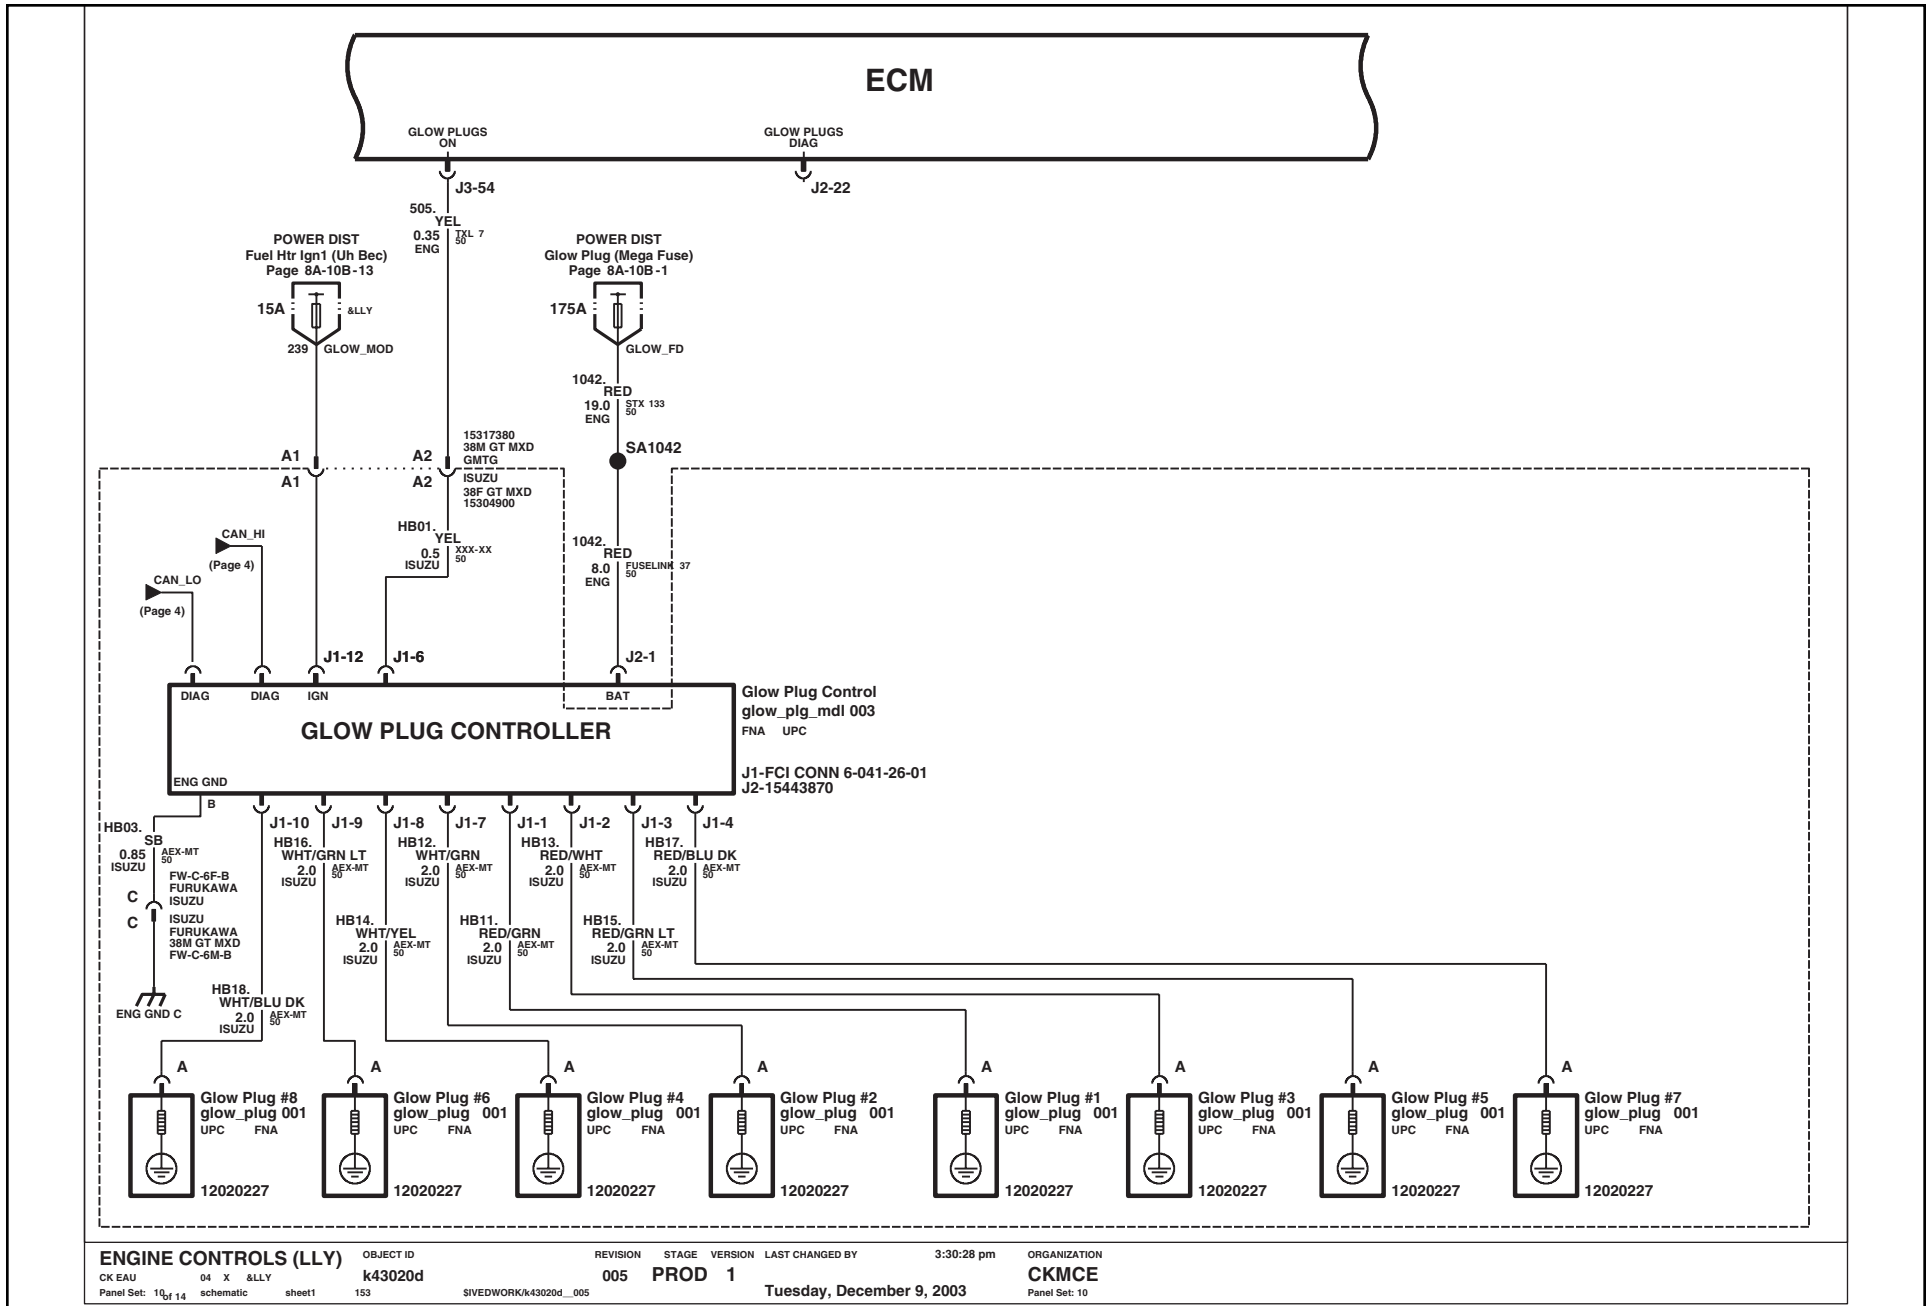 ECM
GLOW PLUGS
ON
GLOW PLUGS
DIAG
J3-54
J2-22
505.
YEL
0.35
TXL 7
50
ENG
POWER DIST
Fuel Htr Ign1 (Uh Bec)
Page 8A-10B-13
15A
&LLY
239
GLOW_MOD
POWER DIST
Glow Plug (Mega Fuse)
Page 8A-10B-1
175A
GLOW_FD
1042.
RED
19.0
STX 133
50
ENG
SA1042
A1
A2
15317380
38M GT MXD
GMTG
A1
A2
ISUZU
38F GT MXD
15304900
HB01.
YEL
0.5
XXX-XX
50
ISUZU
1042.
RED
8.0
FUSELINK 37
50
ENG
CAN_HI
(Page 4)
CAN_LO
(Page 4)
J1-12
J1-6
J2-1
DIAG
DIAG
IGN
BAT
GLOW PLUG CONTROLLER
ENG GND
Glow Plug Control
glow_plg_mdl 003
FNA UPC
J1-FCI CONN 6-041-26-01
J2-15443870
B
J1-10
J1-9
J1-8
J1-7
J1-1
J1-2
J1-3
J1-4
HB03.
SB
0.85
AEX-MT
50
ISUZU
FW-C-6F-B
FURUKAWA
ISUZU
C
C
ISUZU
FURUKAWA
38M GT MXD
FW-C-6M-B
ENG GND C
HB16.
WHT/GRN LT
2.0
AEX-MT
50
ISUZU
HB12.
WHT/GRN
2.0
AEX-MT
50
ISUZU
HB13.
RED/WHT
2.0
AEX-MT
50
ISUZU
HB17.
RED/BLU DK
2.0
AEX-MT
50
ISUZU
HB14.
WHT/YEL
2.0
AEX-MT
50
ISUZU
HB11.
RED/GRN
2.0
AEX-MT
50
ISUZU
HB15.
RED/GRN LT
2.0
AEX-MT
50
ISUZU
HB18.
WHT/BLU DK
2.0
AEX-MT
50
ISUZU
A
A
A
A
A
A
A
A
Glow Plug #8
glow_plug 001
UPC FNA
12020227
Glow Plug #6
glow_plug 001
UPC FNA
12020227
Glow Plug #4
glow_plug 001
UPC FNA
12020227
Glow Plug #2
glow_plug 001
UPC FNA
12020227
Glow Plug #1
glow_plug 001
UPC FNA
12020227
Glow Plug #3
glow_plug 001
UPC FNA
12020227
Glow Plug #5
glow_plug 001
UPC FNA
12020227
Glow Plug #7
glow_plug 001
UPC FNA
12020227
ENGINE CONTROLS (LLY)
CK EAU 04 X &LLY
Panel Set: 10 of 14 schematic sheet1 153 $IVEDWORK/k43020d__005
OBJECT ID
k43020d
REVISION
005
STAGE
PROD
VERSION
1
LAST CHANGED BY
3:30:28 pm
Tuesday, December 9, 2003
ORGANIZATION
CKMCE
Panel Set: 10